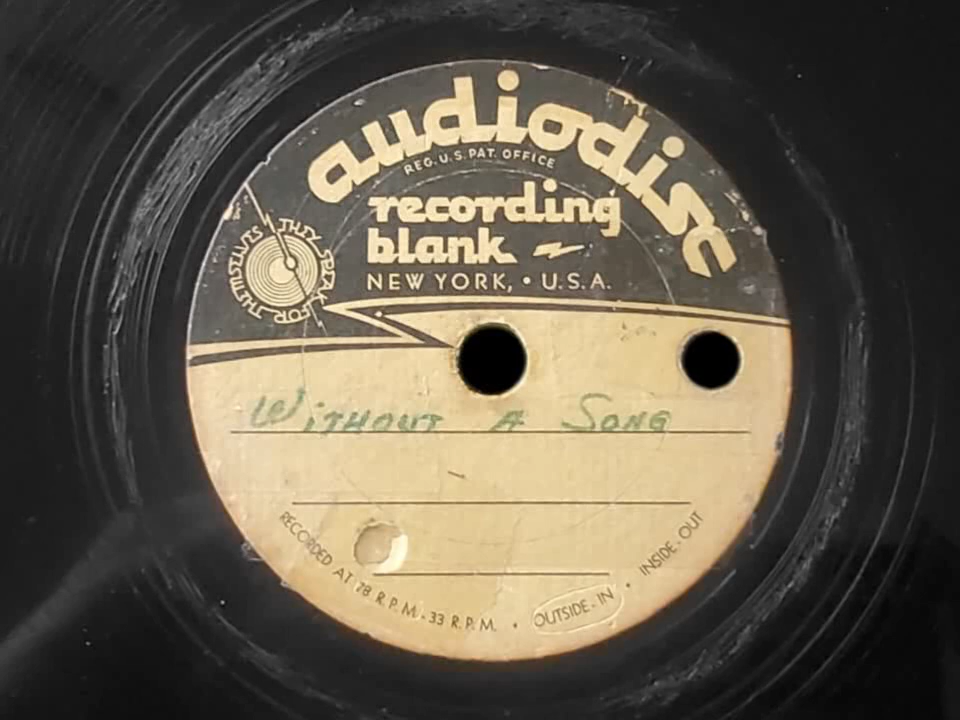 audiodisc
REG. U.S. PAT. OFFICE
recording
blank
NEW YORK, • U.S.A.
THEY SPEAK FOR THEMSELVES
WITHOUT A SONG
RECORDED AT 78 R.P.M. - 33 R.P.M. • OUTSIDE-IN • INSIDE-OUT